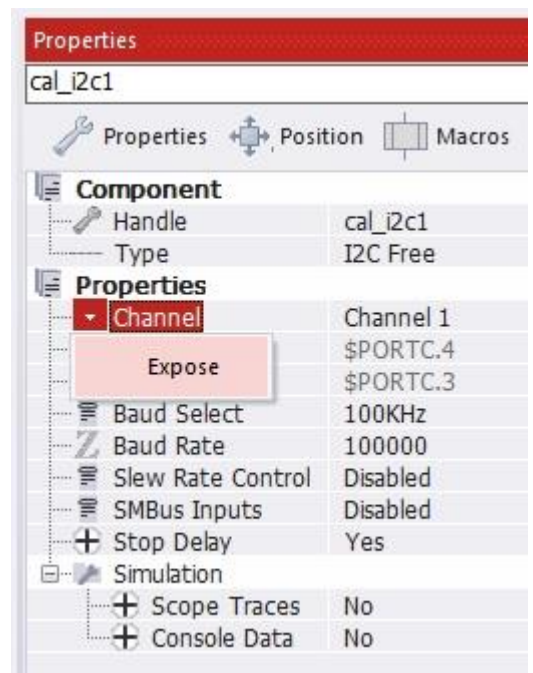 Properties
cal_i2c1
Properties Position Macros
Component
Handle cal_i2c1
Type I2C Free
Properties
Channel Channel 1
Expose
$PORTC.4
$PORTC.3
Baud Select 100KHz
Baud Rate 100000
Slew Rate Control Disabled
SMBus Inputs Disabled
Stop Delay Yes
Simulation
Scope Traces No
Console Data No